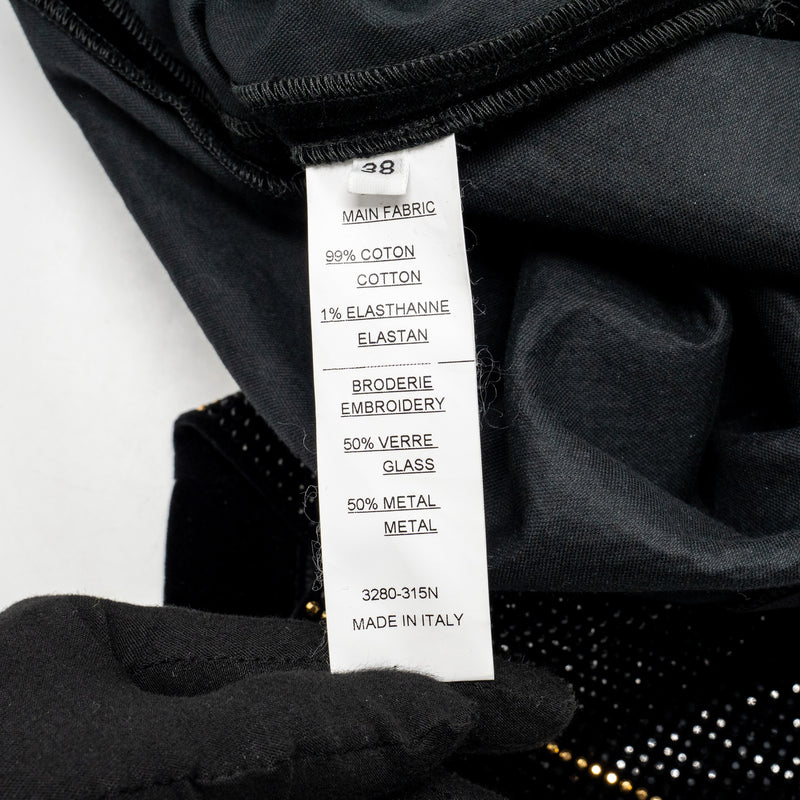 38
MAIN FABRIC
99% COTON
COTTON
1% ELASTHANNE
ELASTAN
BRODERIE
EMBROIDERY
50% VERRE
GLASS
50% METAL
METAL
3280-315N
MADE IN ITALY